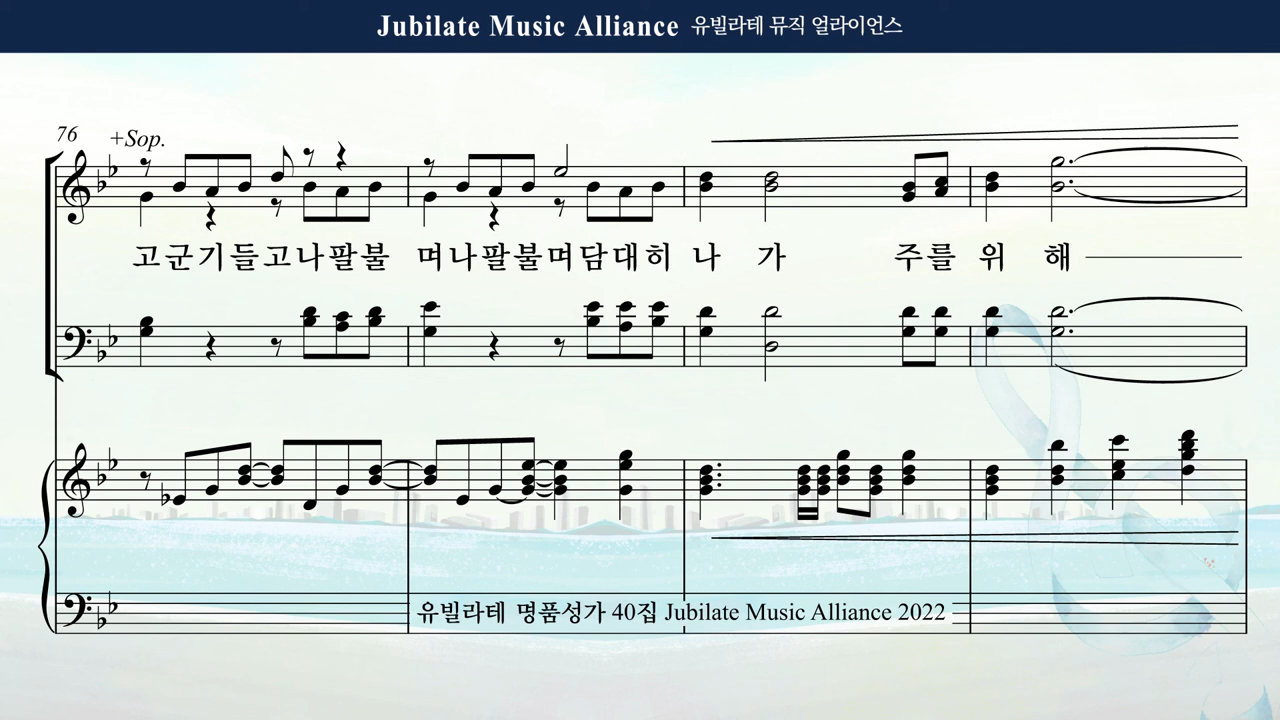 Jubilate Music Alliance 유빌라테 뮤직 얼라이언스
76 +Sop.
고군기들고나팔불 며나팔불며담대히 나 가 주를 위 해
유빌라테 명품성가 40집 Jubilate Music Alliance 2022